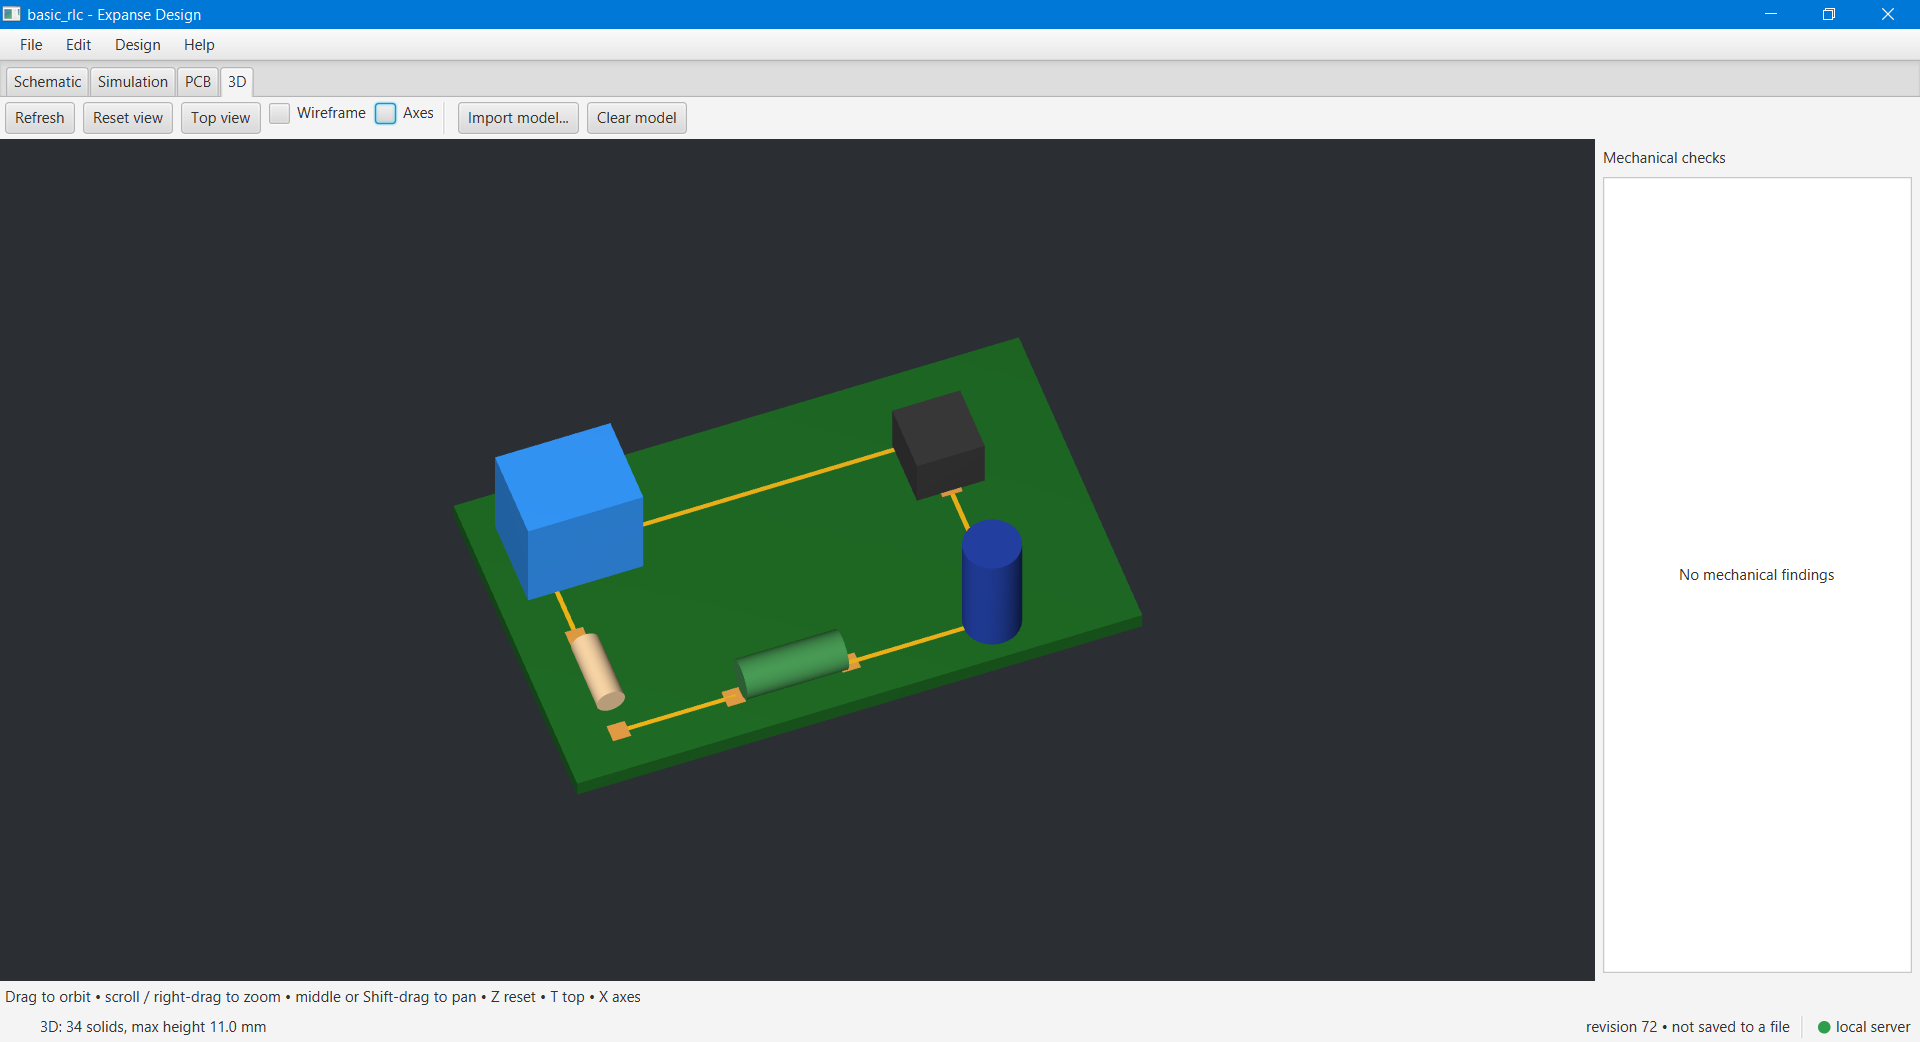 basic_rlc - Expanse Design
File Edit Design Help
Schematic Simulation PCB 3D
Refresh Reset view Top view Wireframe Axes Import model... Clear model
Mechanical checks
No mechanical findings
Drag to orbit • scroll / right-drag to zoom • middle or Shift-drag to pan • Z reset • T top • X axes
3D: 34 solids, max height 11.0 mm revision 72 • not saved to a file local server